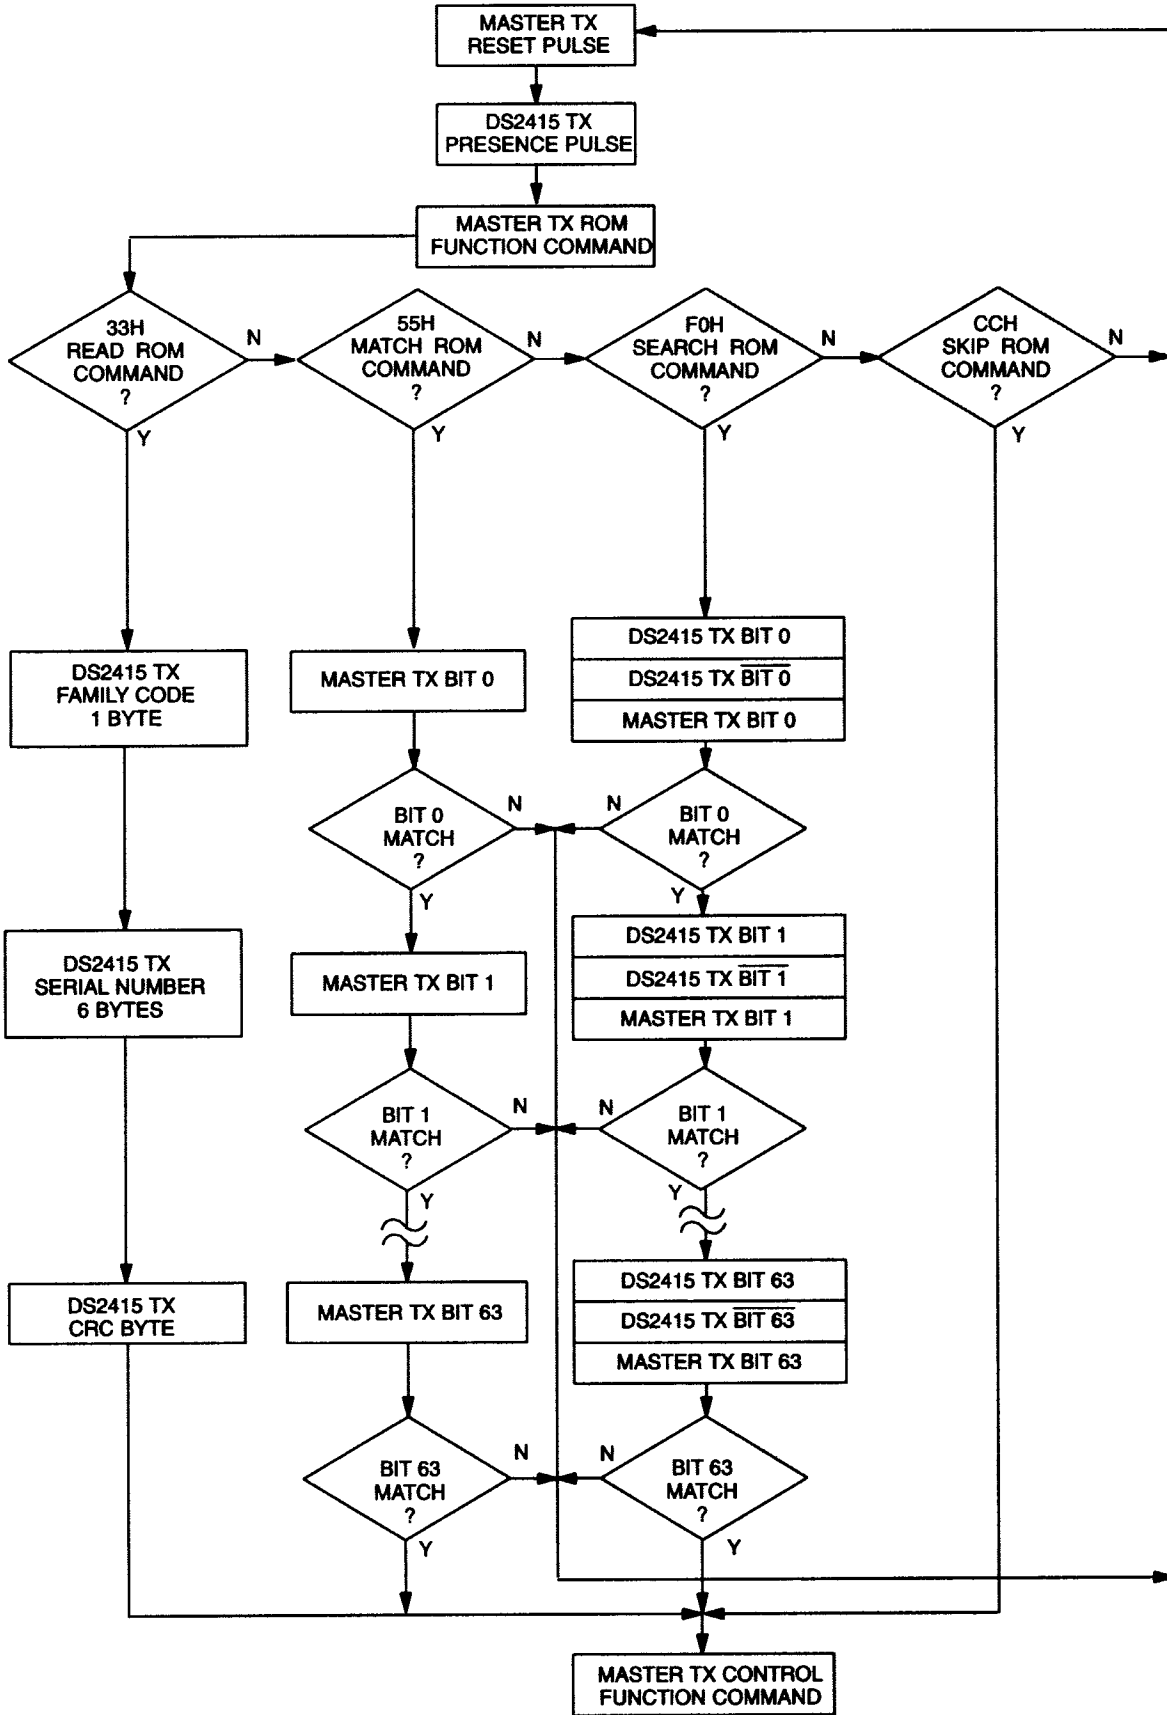 MASTER TX
RESET PULSE
DS2415 TX
PRESENCE PULSE
MASTER TX ROM
FUNCTION COMMAND
33H
READ ROM
COMMAND
?
N
Y
55H
MATCH ROM
COMMAND
?
N
Y
F0H
SEARCH ROM
COMMAND
?
N
Y
CCH
SKIP ROM
COMMAND
?
N
Y
DS2415 TX
FAMILY CODE
1 BYTE
DS2415 TX
SERIAL NUMBER
6 BYTES
DS2415 TX
CRC BYTE
MASTER TX BIT 0
BIT 0
MATCH
?
N
Y
MASTER TX BIT 1
BIT 1
MATCH
?
N
Y
MASTER TX BIT 63
BIT 63
MATCH
?
N
Y
DS2415 TX BIT 0
DS2415 TX B̅I̅T̅ ̅0̅
MASTER TX BIT 0
BIT 0
MATCH
?
N
Y
DS2415 TX BIT 1
DS2415 TX B̅I̅T̅ ̅1̅
MASTER TX BIT 1
BIT 1
MATCH
?
N
Y
DS2415 TX BIT 63
DS2415 TX B̅I̅T̅ ̅6̅3̅
MASTER TX BIT 63
BIT 63
MATCH
?
N
Y
MASTER TX CONTROL
FUNCTION COMMAND